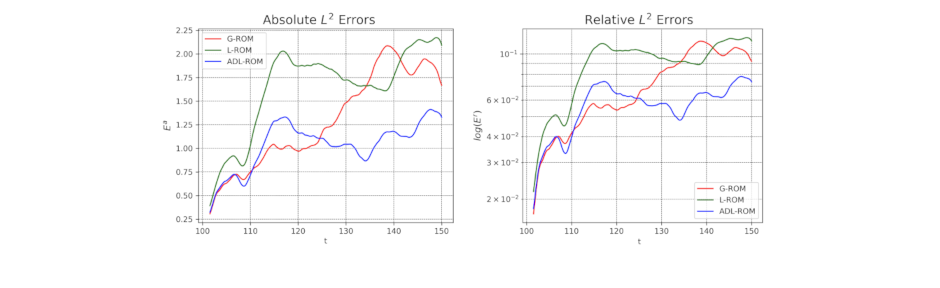 Absolute L² Errors
2.25
2.00
1.75
1.50
1.25
1.00
0.75
0.50
0.25
Eᵃ
G-ROM
L-ROM
ADL-ROM
100 110 120 130 140 150
t
Relative L² Errors
10⁻¹
6 × 10⁻²
4 × 10⁻²
3 × 10⁻²
2 × 10⁻²
log(Eʳ)
G-ROM
L-ROM
ADL-ROM
100 110 120 130 140 150
t